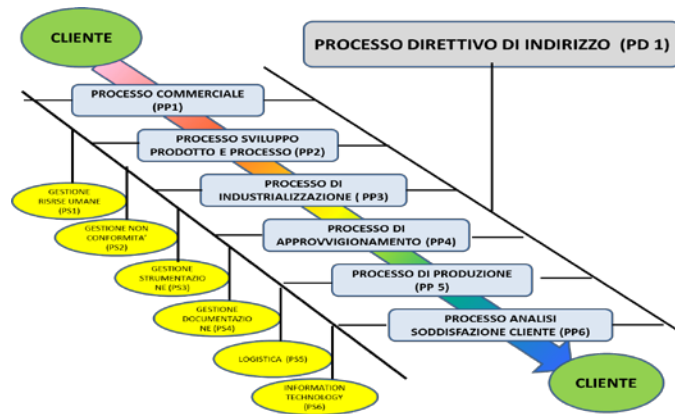 CLIENTE
PROCESSO DIRETTIVO DI INDIRIZZO (PD 1)
PROCESSO COMMERCIALE
(PP1)
PROCESSO SVILUPPO
PRODOTTO E PROCESSO (PP2)
PROCESSO DI
INDUSTRIALIZZAZIONE ( PP3)
PROCESSO DI
APPROVVIGIONAMENTO (PP4)
PROCESSO DI PRODUZIONE
(PP 5)
PROCESSO ANALISI
SODDISFAZIONE CLIENTE (PP6)
GESTIONE
RISRSE UMANE
(PS1)
GESTIONE NON
CONFORMITA'
(PS2)
GESTIONE
STRUMENTAZIO
NE (PS3)
GESTIONE
DOCUMENTAZIO
NE (PS4)
LOGISTICA (PS5)
INFORMATION
TECHNOLOGY
(PS6)
CLIENTE